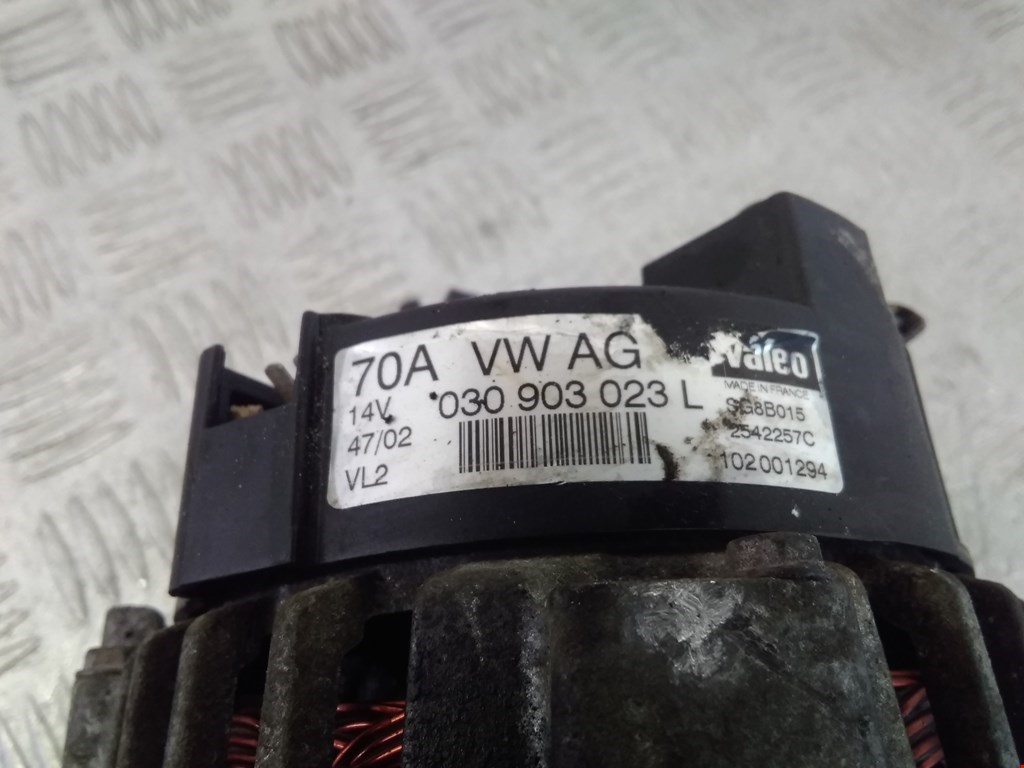 70A VW AG
14V 030 903 023 L
47/02
VL2
Valeo
MADE IN FRANCE
SG8B015
2542257C
102001294